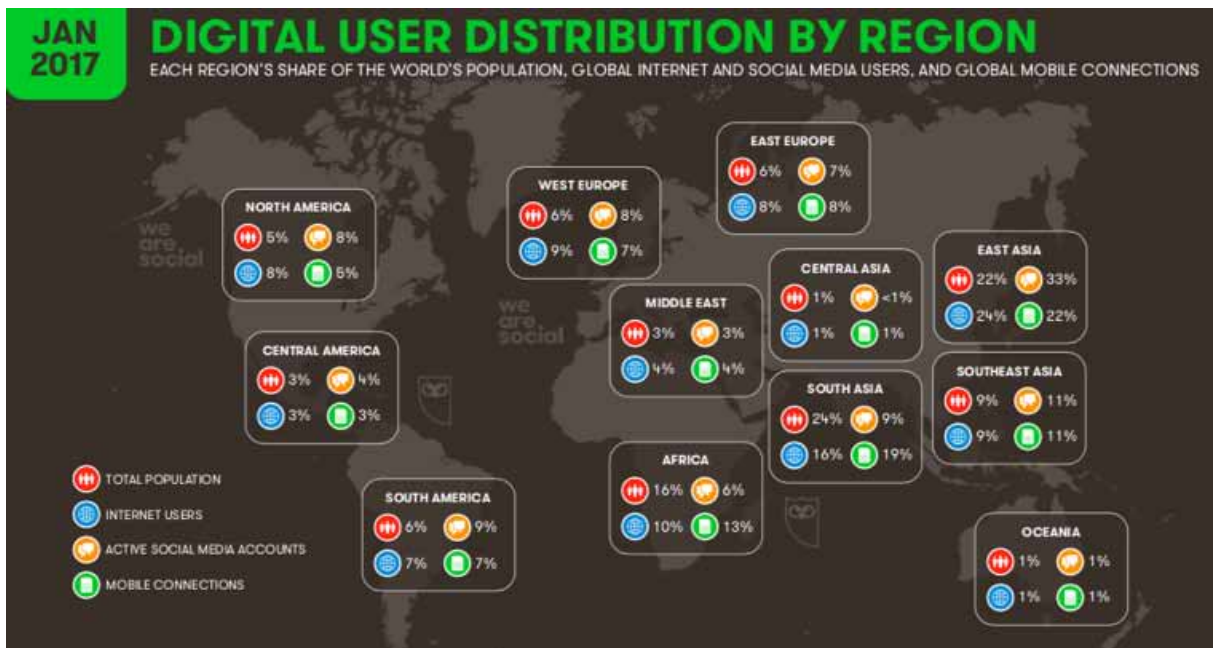 JAN
2017
DIGITAL USER DISTRIBUTION BY REGION
EACH REGION'S SHARE OF THE WORLD'S POPULATION, GLOBAL INTERNET AND SOCIAL MEDIA USERS, AND GLOBAL MOBILE CONNECTIONS
EAST EUROPE
6% 7%
8% 8%
WEST EUROPE
6% 8%
9% 7%
NORTH AMERICA
5% 8%
8% 5%
we
are
social
EAST ASIA
22% 33%
24% 22%
CENTRAL ASIA
1% <1%
1% 1%
MIDDLE EAST
3% 3%
4% 4%
we
are
social
CENTRAL AMERICA
3% 4%
3% 3%
SOUTHEAST ASIA
9% 11%
9% 11%
SOUTH ASIA
24% 9%
16% 19%
AFRICA
16% 6%
10% 13%
SOUTH AMERICA
6% 9%
7% 7%
OCEANIA
1% 1%
1% 1%
TOTAL POPULATION
INTERNET USERS
ACTIVE SOCIAL MEDIA ACCOUNTS
MOBILE CONNECTIONS